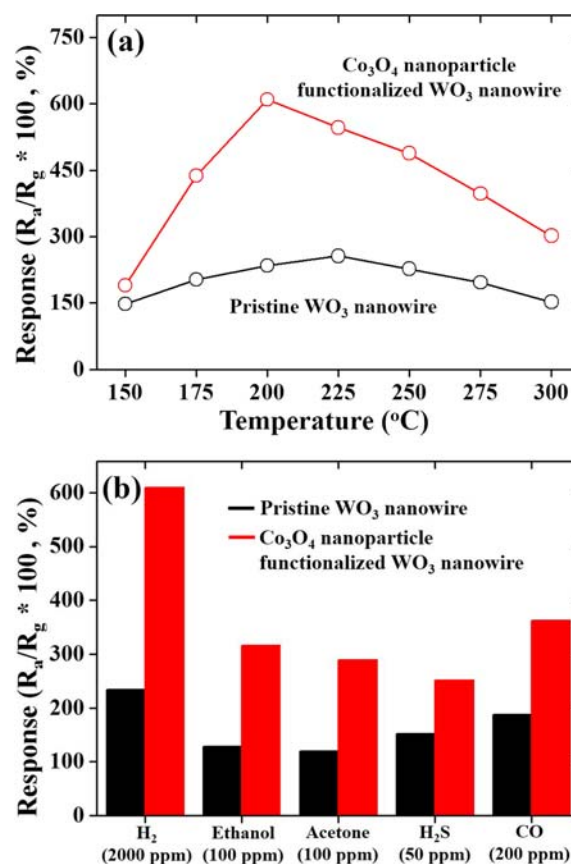 (a)
750
600
450
300
150
0
Response (Rₐ/R_g * 100 , %)
Co₃O₄ nanoparticle
functionalized WO₃ nanowire
Pristine WO₃ nanowire
150 175 200 225 250 275 300
Temperature (°C)
(b)
600
500
400
300
200
100
0
Response (Rₐ/R_g * 100 , %)
Pristine WO₃ nanowire
Co₃O₄ nanoparticle
functionalized WO₃ nanowire
H₂ Ethanol Acetone H₂S CO
(2000 ppm) (100 ppm) (100 ppm) (50 ppm) (200 ppm)